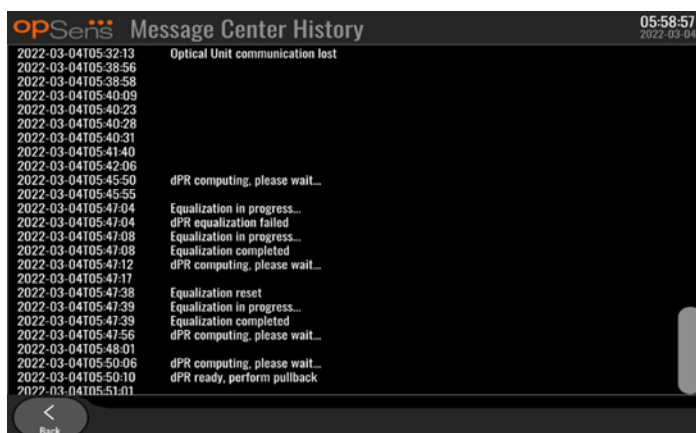 opSens Message Center History 05:58:57
2022-03-04
2022-03-04T05:32:13 Optical Unit communication lost
2022-03-04T05:38:56
2022-03-04T05:38:58
2022-03-04T05:40:09
2022-03-04T05:40:23
2022-03-04T05:40:28
2022-03-04T05:40:31
2022-03-04T05:41:40
2022-03-04T05:42:06
2022-03-04T05:45:50 dPR computing, please wait...
2022-03-04T05:45:55
2022-03-04T05:47:04 Equalization in progress...
2022-03-04T05:47:04 dPR equalization failed
2022-03-04T05:47:08 Equalization in progress...
2022-03-04T05:47:08 Equalization completed
2022-03-04T05:47:12 dPR computing, please wait...
2022-03-04T05:47:17
2022-03-04T05:47:38 Equalization reset
2022-03-04T05:47:39 Equalization in progress...
2022-03-04T05:47:39 Equalization completed
2022-03-04T05:47:56 dPR computing, please wait...
2022-03-04T05:48:01
2022-03-04T05:50:06 dPR computing, please wait...
2022-03-04T05:50:10 dPR ready, perform pullback
2022-03-04T05:51:01
Back